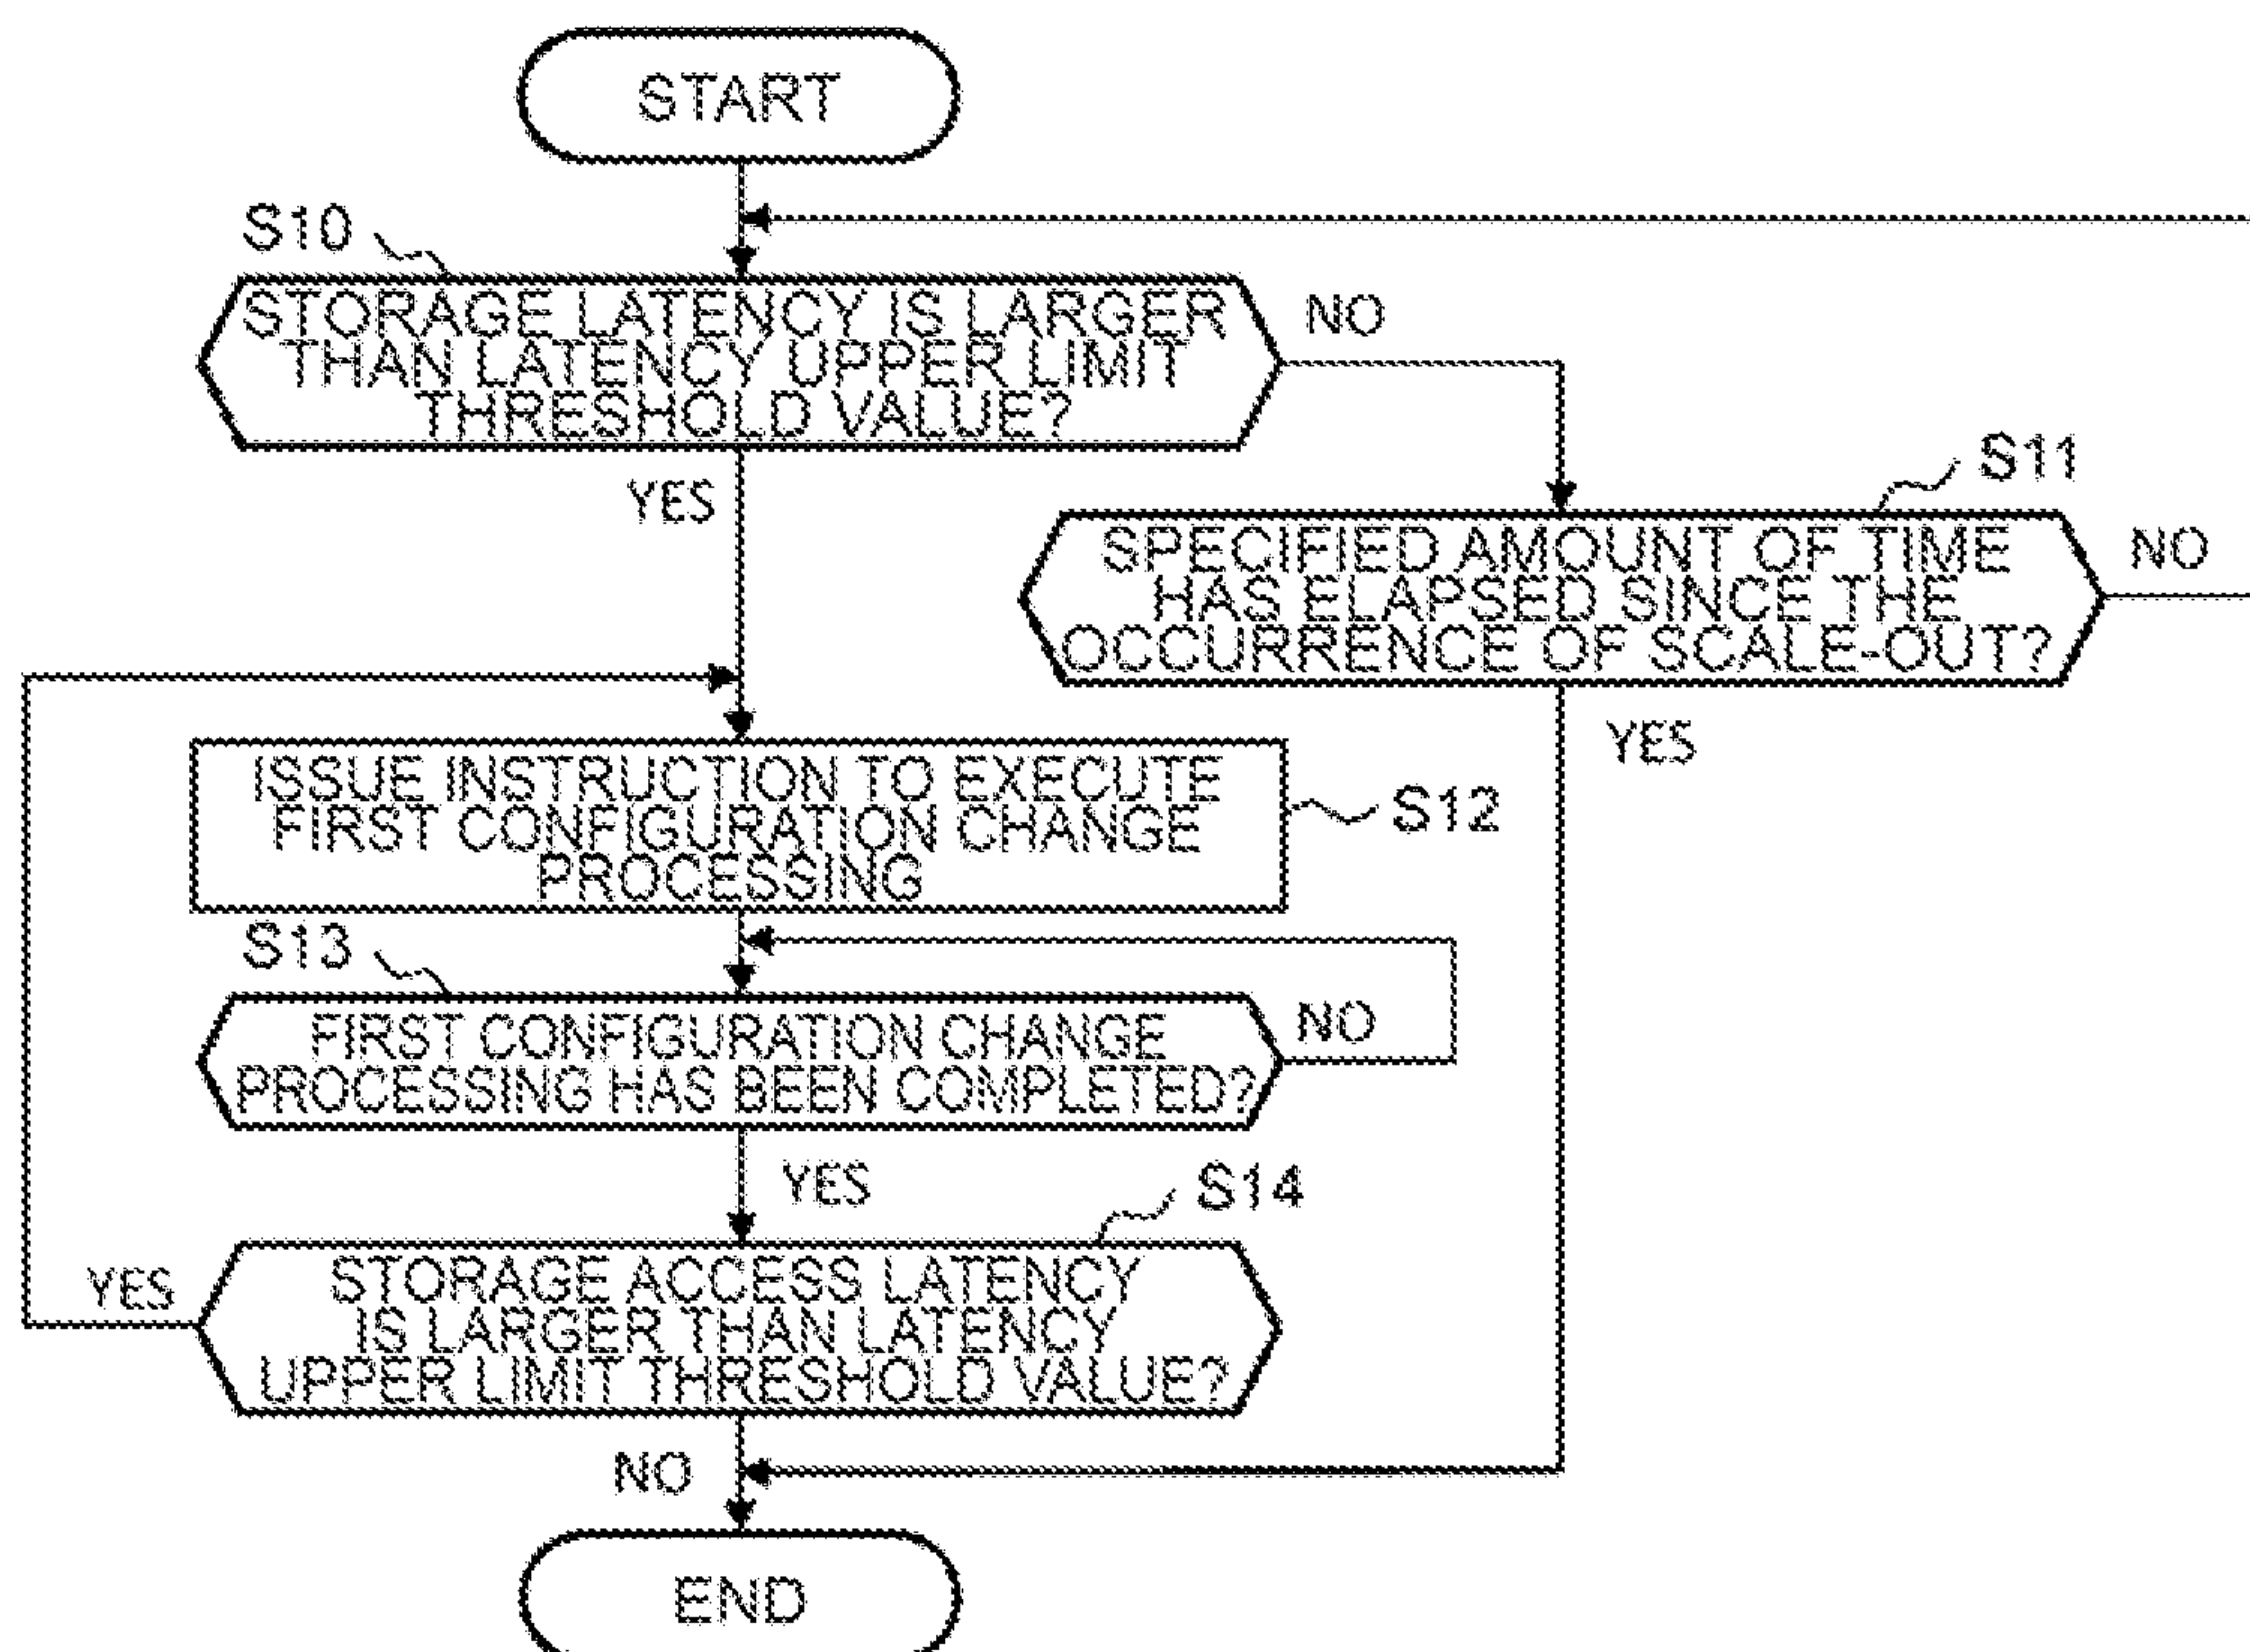 START
S10
STORAGE LATENCY IS LARGER
THAN LATENCY UPPER LIMIT
THRESHOLD VALUE?
NO
YES
S11
SPECIFIED AMOUNT OF TIME
HAS ELAPSED SINCE THE
OCCURRENCE OF SCALE-OUT?
NO
YES
ISSUE INSTRUCTION TO EXECUTE
FIRST CONFIGURATION CHANGE
PROCESSING
S12
S13
FIRST CONFIGURATION CHANGE
PROCESSING HAS BEEN COMPLETED?
NO
YES
S14
STORAGE ACCESS LATENCY
IS LARGER THAN LATENCY
UPPER LIMIT THRESHOLD VALUE?
YES
NO
END